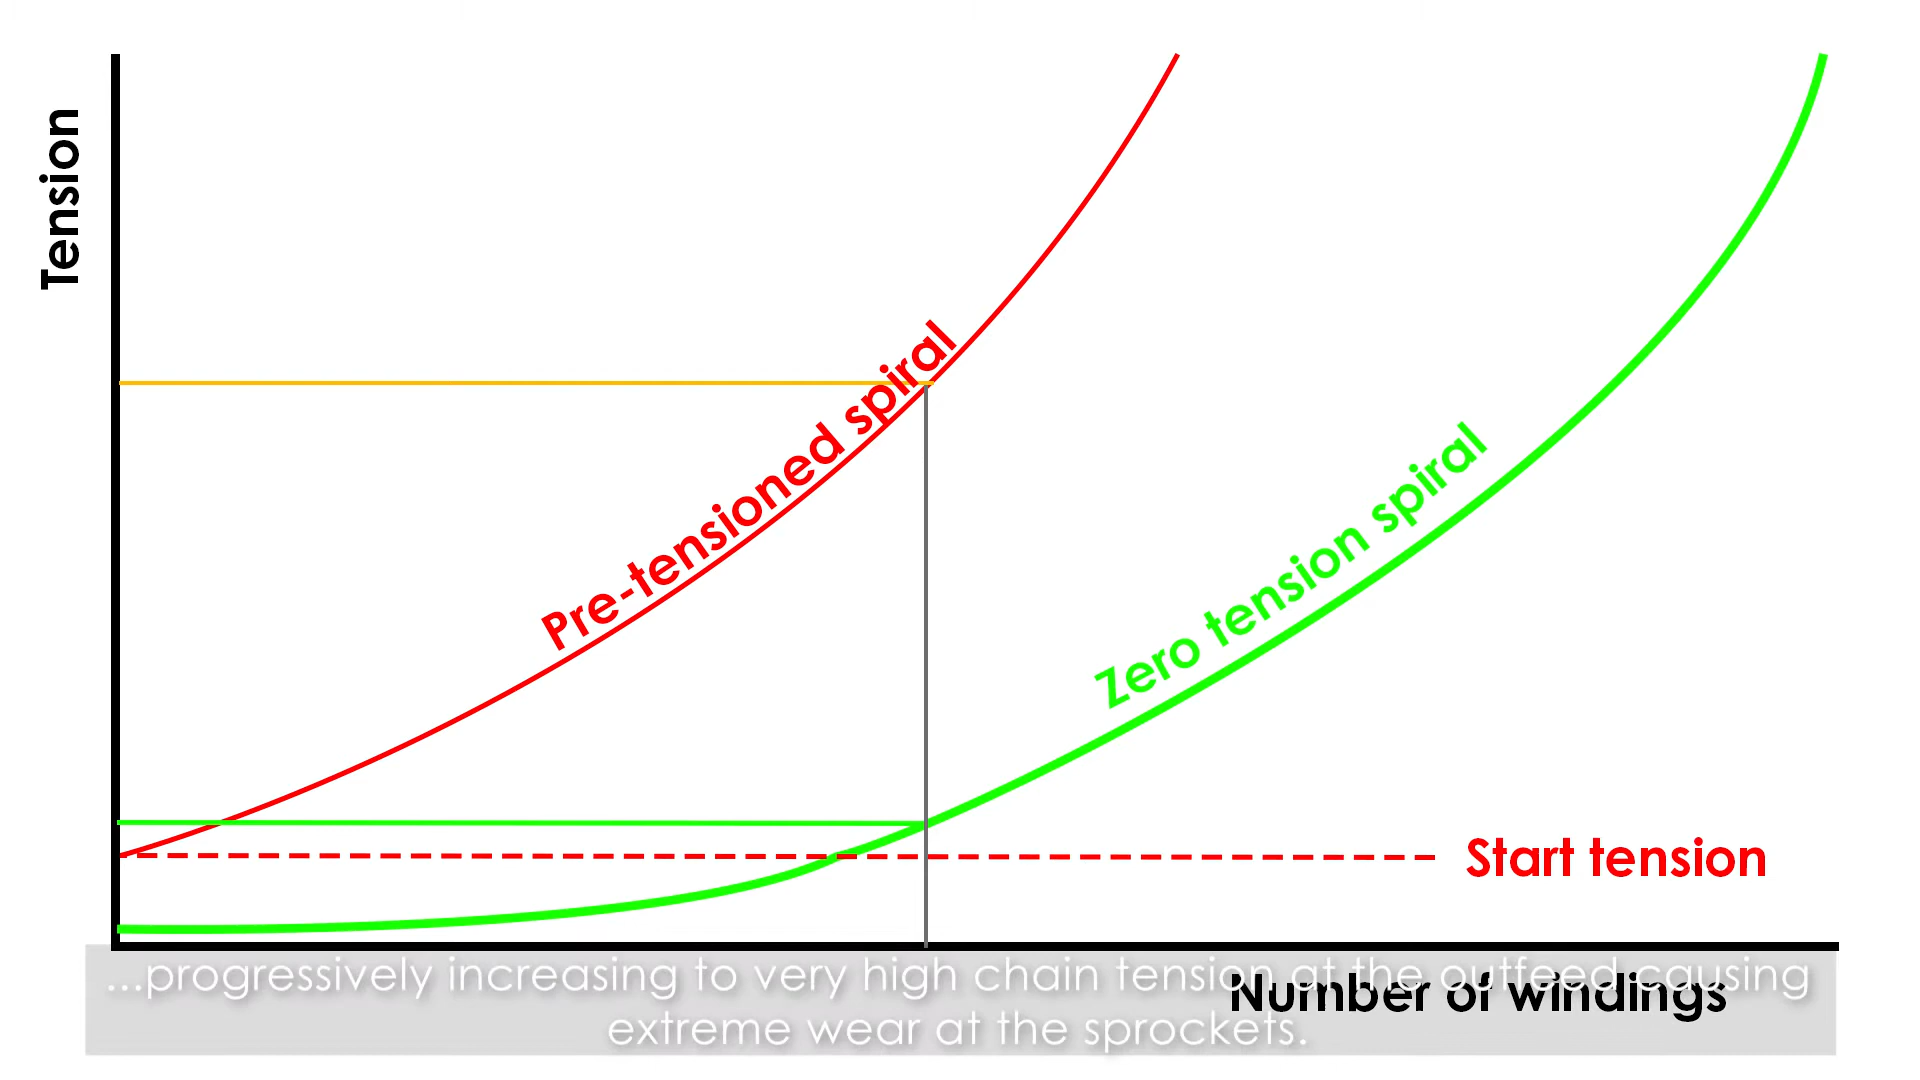 Tension
Pre-tensioned spiral
Zero tension spiral
Start tension
Number of windings
...progressively increasing to very high chain tension at the outfeed causing
extreme wear at the sprockets.